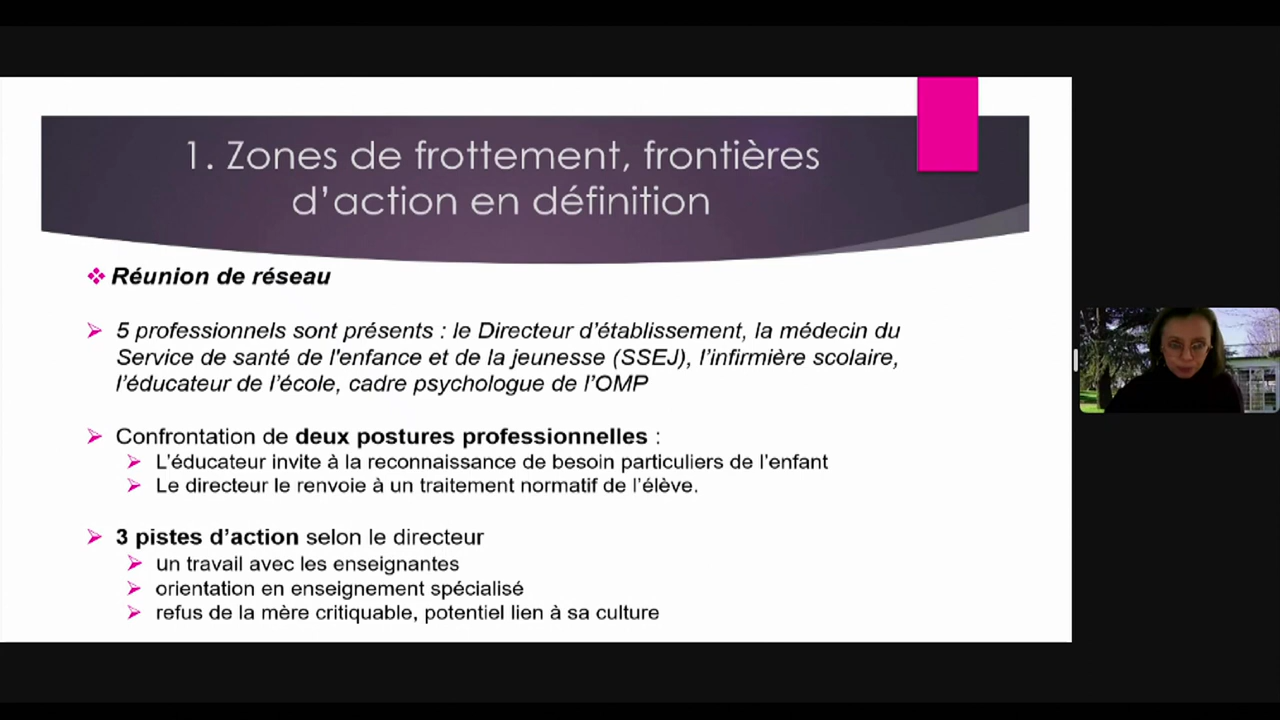 1. Zones de frottement, frontières
d’action en définition
Réunion de réseau
5 professionnels sont présents : le Directeur d’établissement, la médecin du
Service de santé de l'enfance et de la jeunesse (SSEJ), l’infirmière scolaire,
l’éducateur de l’école, cadre psychologue de l’OMP
Confrontation de deux postures professionnelles :
L’éducateur invite à la reconnaissance de besoin particuliers de l’enfant
Le directeur le renvoie à un traitement normatif de l’élève.
3 pistes d’action selon le directeur
un travail avec les enseignantes
orientation en enseignement spécialisé
refus de la mère critiquable, potentiel lien à sa culture